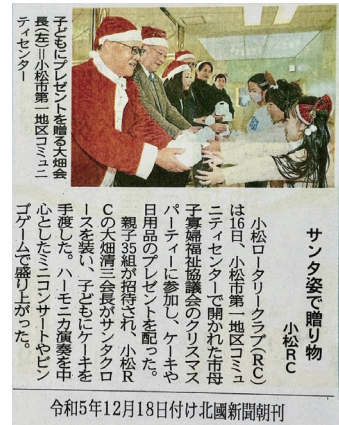 子どもにプレゼントを贈る大畑会
長(左)=小松市第一地区コミュニ
ティセンター
サンタ姿で贈り物
小松RC
小松ロータリークラブ(RC)
は16日、小松市第一地区コミュ
ニティセンターで開かれた市母
子寡婦福祉協議会のクリスマス
パーティーに参加し、ケーキや
日用品のプレゼントを配った。
親子35組が招待され、小松R
Cの大畑清三会長がサンタクロ
ースを装い、子どもにケーキを
手渡した。ハーモニカ演奏を中
心としたミニコンサートやビン
ゴゲームで盛り上がった。
令和5年12月18日付け北國新聞朝刊